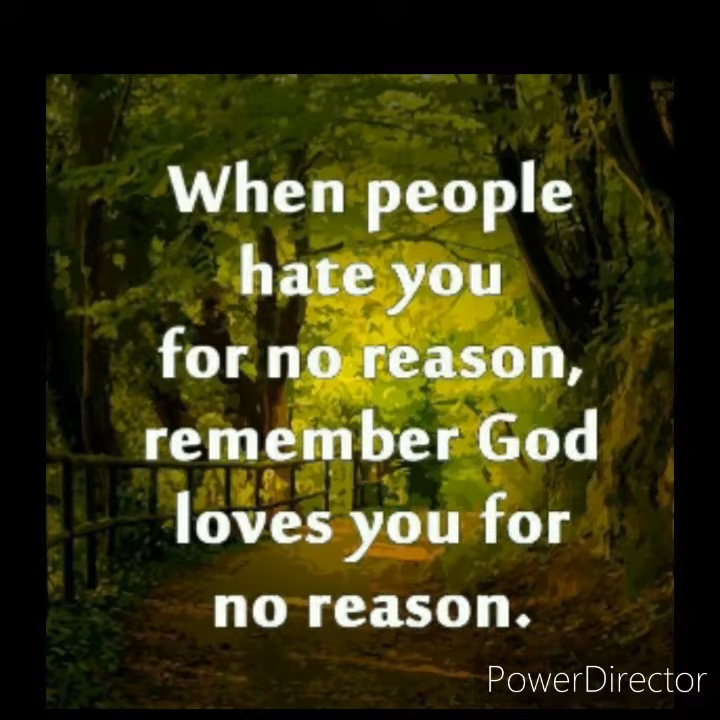 When people
hate you
for no reason,
remember God
loves you for
no reason.
PowerDirector